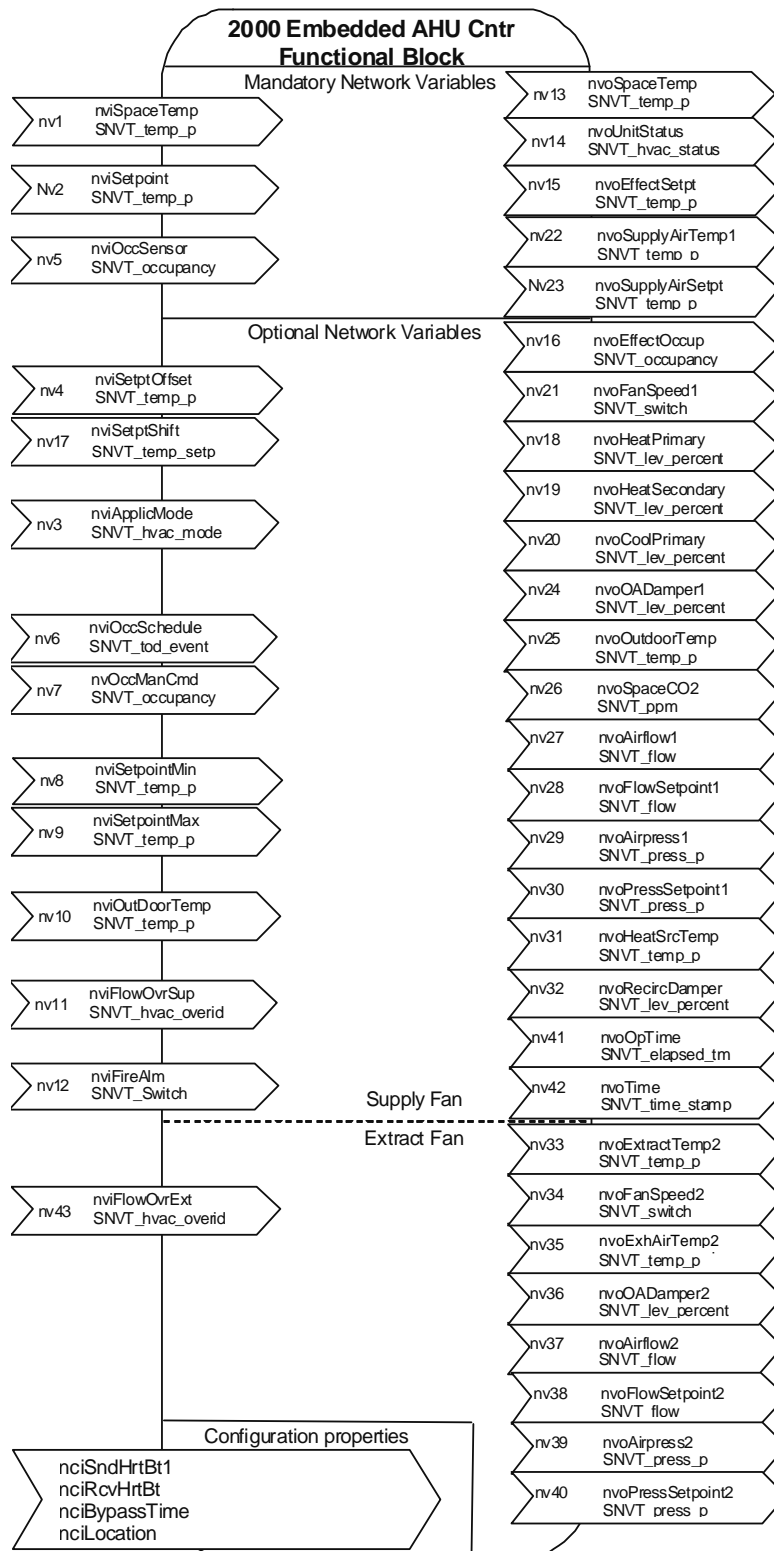 2000 Embedded AHU Cntr
Functional Block
Mandatory Network Variables
nv1
nviSpaceTemp
SNVT_temp_p
Nv2
nviSetpoint
SNVT_temp_p
nv5
nviOccSensor
SNVT_occupancy
nv13
nvoSpaceTemp
SNVT_temp_p
nv14
nvoUnitStatus
SNVT_hvac_status
nv15
nvoEffectSetpt
SNVT_temp_p
nv22
nvoSupplyAirTemp1
SNVT_temp_p
Nv23
nvoSupplyAirSetpt
SNVT_temp_p
Optional Network Variables
nv4
nviSetptOffset
SNVT_temp_p
nv17
nviSetptShift
SNVT_temp_setp
nv3
nviApplicMode
SNVT_hvac_mode
nv6
nviOccSchedule
SNVT_tod_event
nv7
nvOccManCmd
SNVT_occupancy
nv8
nviSetpointMin
SNVT_temp_p
nv9
nviSetpointMax
SNVT_temp_p
nv10
nviOutDoorTemp
SNVT_temp_p
nv11
nviFlowOvrSup
SNVT_hvac_overid
nv12
nviFireAlm
SNVT_Switch
nv16
nvoEffectOccup
SNVT_occupancy
nv21
nvoFanSpeed1
SNVT_switch
nv18
nvoHeatPrimary
SNVT_lev_percent
nv19
nvoHeatSecondary
SNVT_lev_percent
nv20
nvoCoolPrimary
SNVT_lev_percent
nv24
nvoOADamper1
SNVT_lev_percent
nv25
nvoOutdoorTemp
SNVT_temp_p
nv26
nvoSpaceCO2
SNVT_ppm
nv27
nvoAirflow1
SNVT_flow
nv28
nvoFlowSetpoint1
SNVT_flow
nv29
nvoAirpress1
SNVT_press_p
nv30
nvoPressSetpoint1
SNVT_press_p
nv31
nvoHeatSrcTemp
SNVT_temp_p
nv32
nvoRecircDamper
SNVT_lev_percent
nv41
nvoOpTime
SNVT_elapsed_tm
nv42
nvoTime
SNVT_time_stamp
Supply Fan
Extract Fan
nv43
nviFlowOvrExt
SNVT_hvac_overid
nv33
nvoExtractTemp2
SNVT_temp_p
nv34
nvoFanSpeed2
SNVT_switch
nv35
nvoExhAirTemp2
SNVT_temp_p
nv36
nvoOADamper2
SNVT_lev_percent
nv37
nvoAirflow2
SNVT_flow
nv38
nvoFlowSetpoint2
SNVT_flow
nv39
nvoAirpress2
SNVT_press_p
nv40
nvoPressSetpoint2
SNVT_press_p
Configuration properties
nciSndHrtBt1
nciRcvHrtBt
nciBypassTime
nciLocation